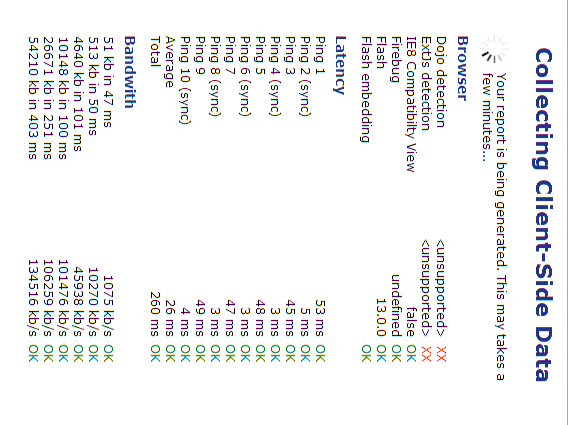 Collecting Client-Side Data
Your report is being generated. This may takes a
few minutes...
Browser
Dojo detection <unsupported> XX
ExtJs detection <unsupported> XX
IE8 Compatibilty View false OK
Firebug undefined OK
Flash 13.0.0 OK
Flash embedding OK
Latency
Ping 1 53 ms OK
Ping 2 (sync) 5 ms OK
Ping 3 45 ms OK
Ping 4 (sync) 3 ms OK
Ping 5 48 ms OK
Ping 6 (sync) 3 ms OK
Ping 7 47 ms OK
Ping 8 (sync) 3 ms OK
Ping 9 49 ms OK
Ping 10 (sync) 4 ms OK
Average 26 ms OK
Total 260 ms OK
Bandwith
51 kb in 47 ms 1075 kb/s OK
513 kb in 50 ms 10270 kb/s OK
4640 kb in 101 ms 45938 kb/s OK
10148 kb in 100 ms 101476 kb/s OK
26671 kb in 251 ms 106259 kb/s OK
54210 kb in 403 ms 134516 kb/s OK